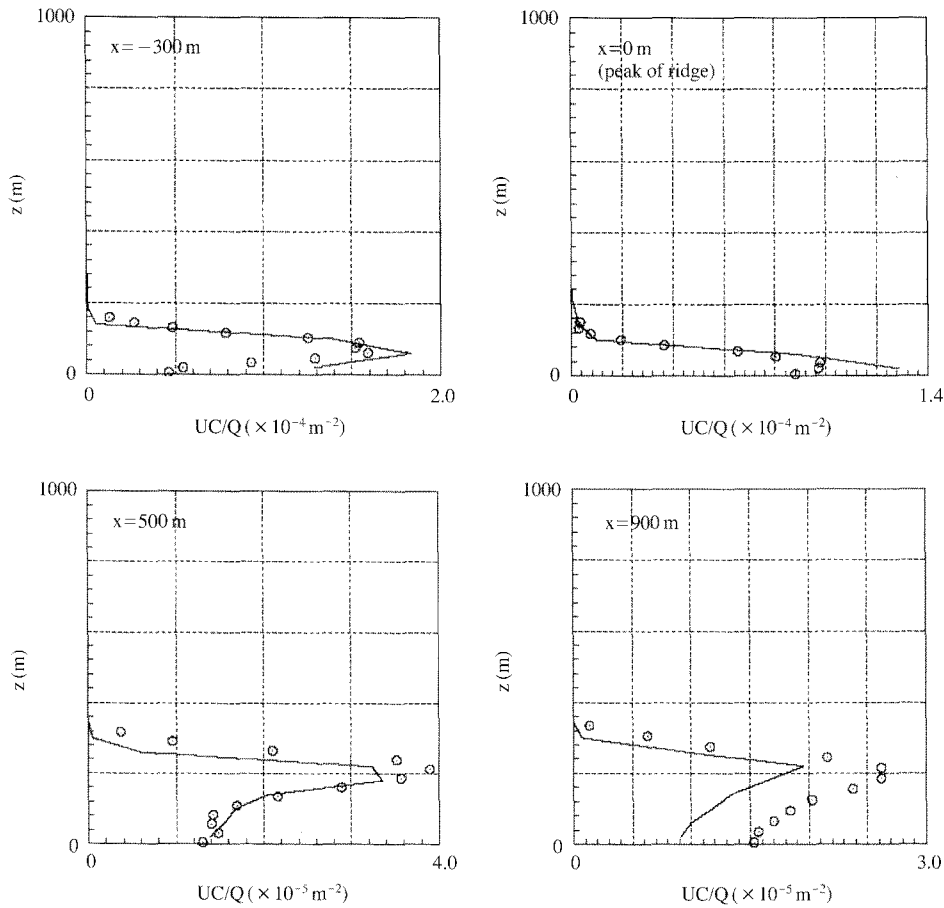 1000
x=−300 m
z (m)
0
0
2.0
UC/Q (×10⁻⁴ m⁻²)
1000
x=0 m
(peak of ridge)
z (m)
0
0
1.4
UC/Q (×10⁻⁴ m⁻²)
1000
x=500 m
z (m)
0
0
4.0
UC/Q (×10⁻⁵ m⁻²)
1000
x=900 m
z (m)
0
0
3.0
UC/Q (×10⁻⁵ m⁻²)